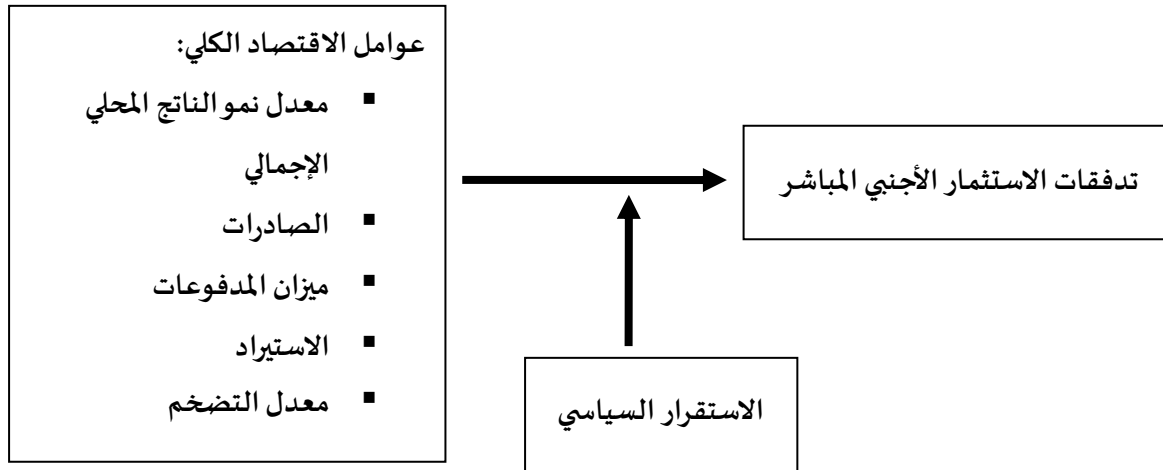 عوامل الاقتصاد الكلي:
▪ معدل نمو الناتج المحلي
الإجمالي
▪ الصادرات
▪ ميزان المدفوعات
▪ الاستيراد
▪ معدل التضخم
تدفقات الاستثمار الأجنبي المباشر
الاستقرار السياسي